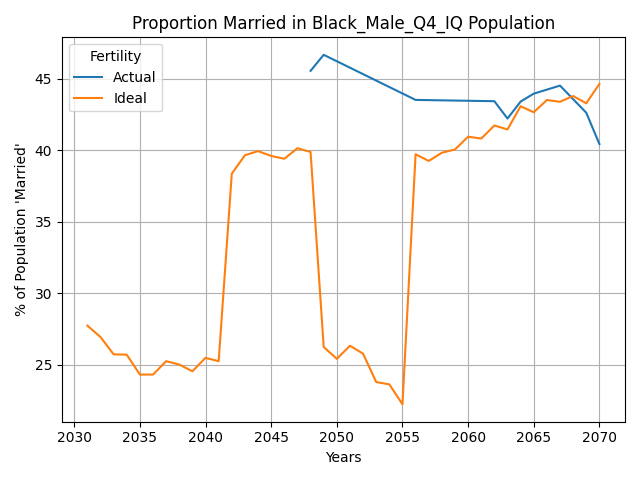 Proportion Married in Black_Male_Q4_IQ Population
Fertility
Actual
Ideal
% of Population 'Married'
45
40
35
30
25
2030 2035 2040 2045 2050 2055 2060 2065 2070
Years